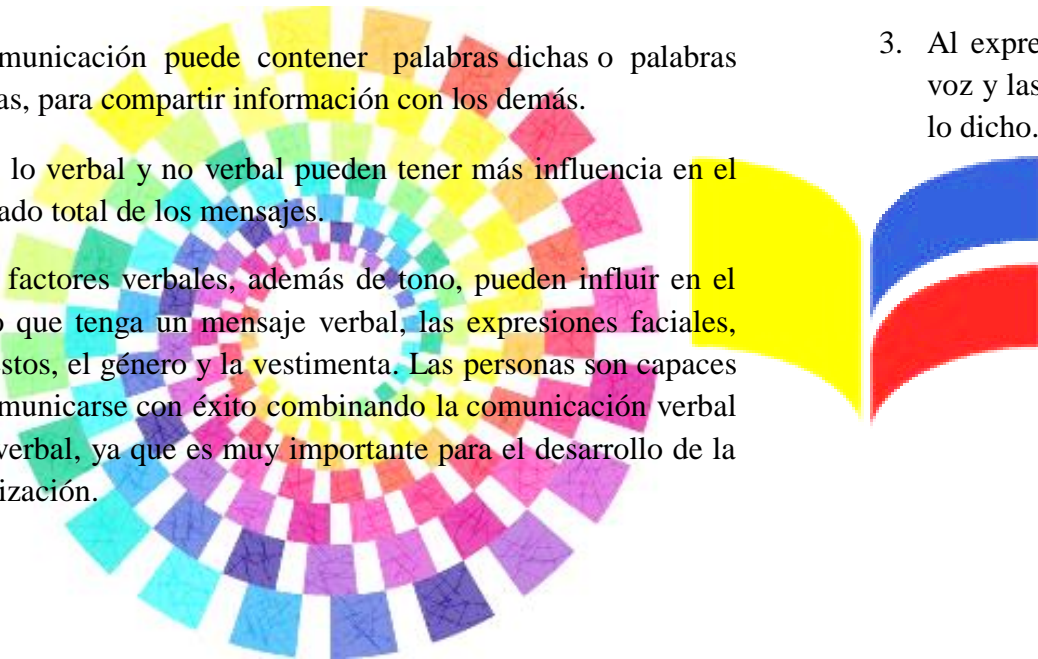 municación puede contener palabras dichas o palabras
as, para compartir información con los demás.
lo verbal y no verbal pueden tener más influencia en el
ado total de los mensajes.
factores verbales, además de tono, pueden influir en el
o que tenga un mensaje verbal, las expresiones faciales,
stos, el género y la vestimenta. Las personas son capaces
municarse con éxito combinando la comunicación verbal
verbal, ya que es muy importante para el desarrollo de la
ización.
3. Al expre
voz y las
lo dicho.